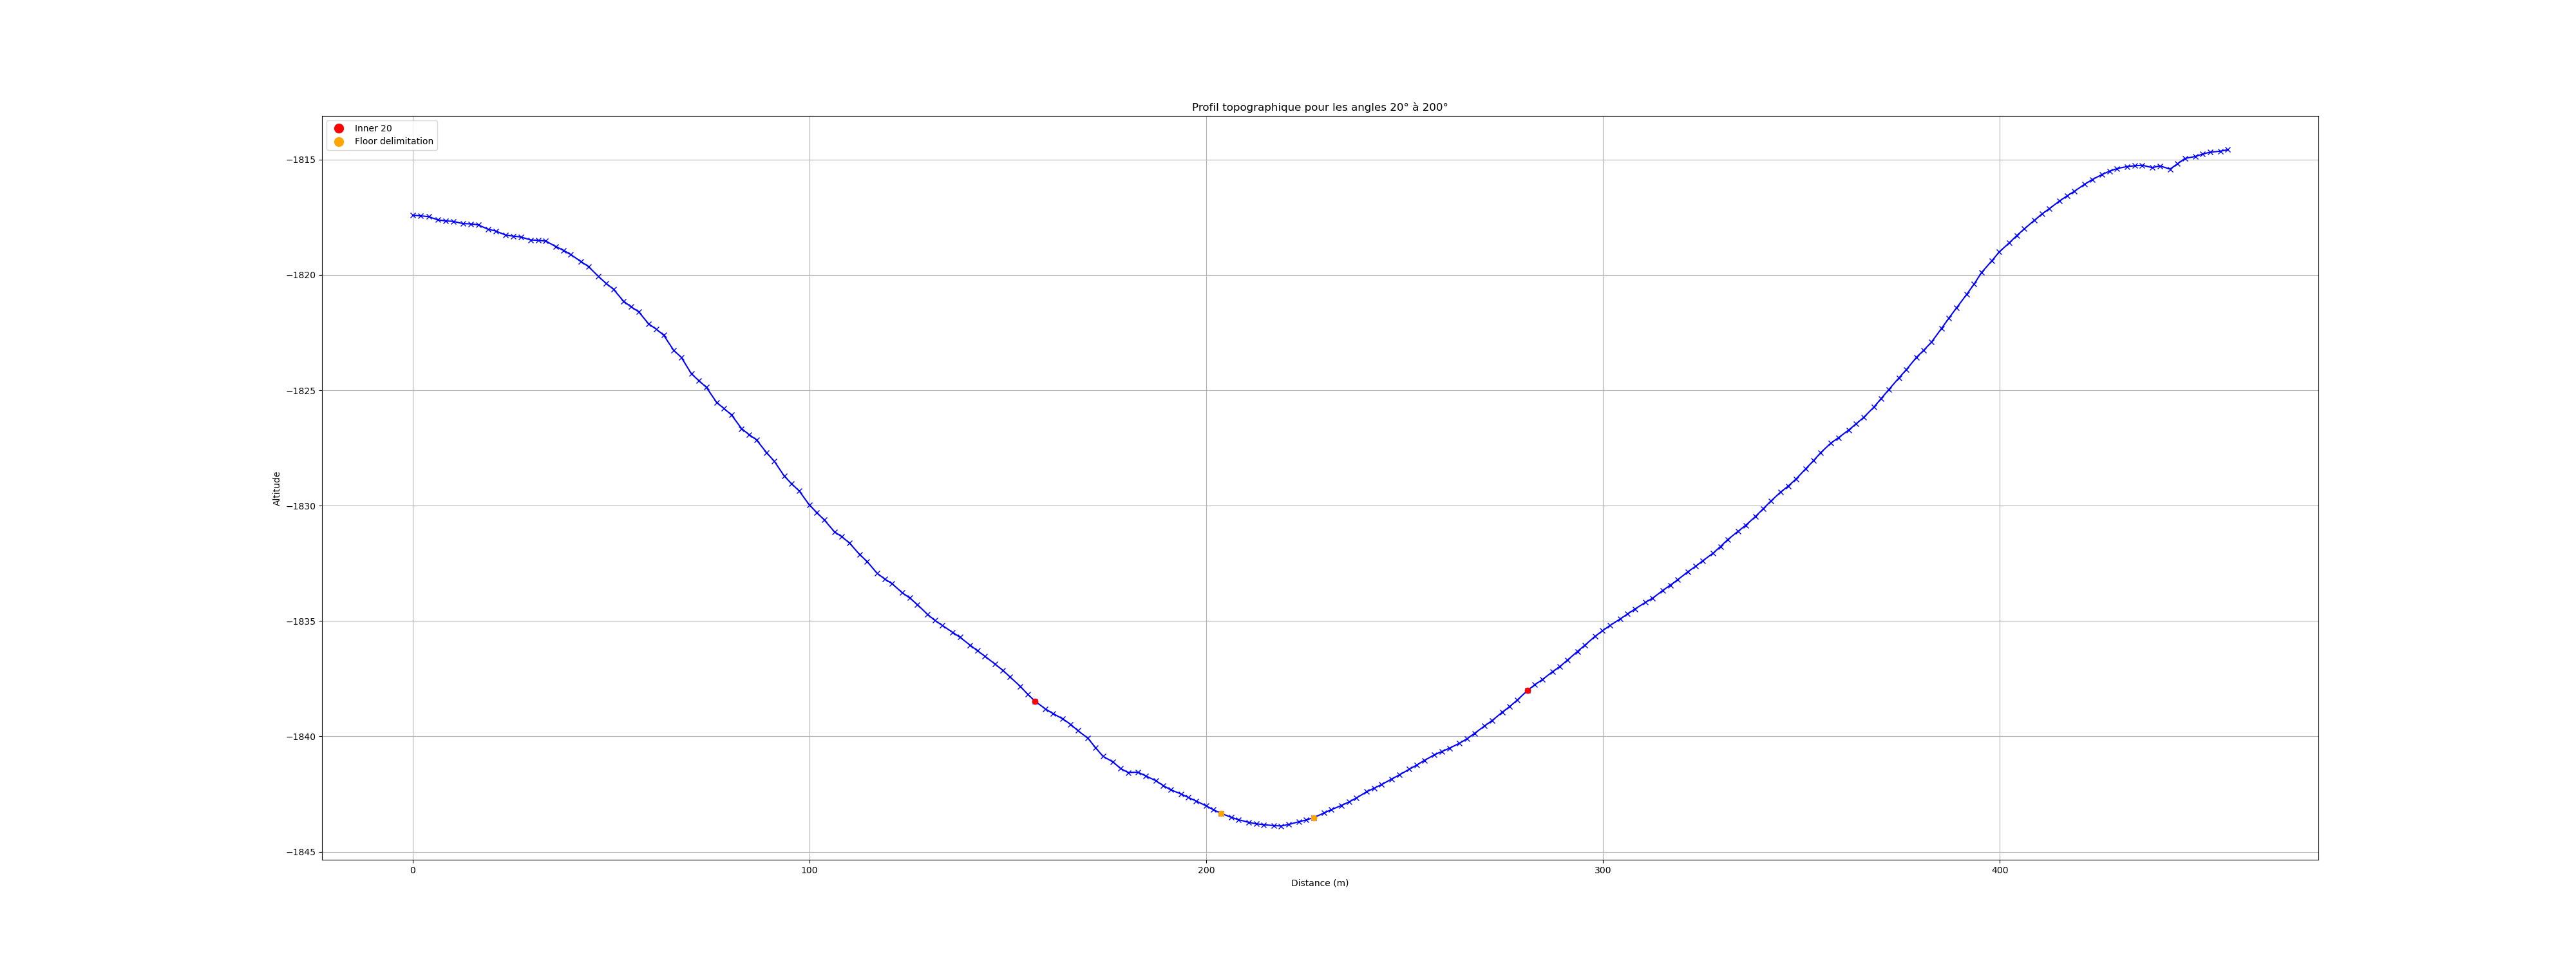 Profil topographique pour les angles 20° à 200°
Inner 20
Floor delimitation
−1815
−1820
−1825
−1830
−1835
−1840
−1845
Altitude
0 100 200 300 400
Distance (m)